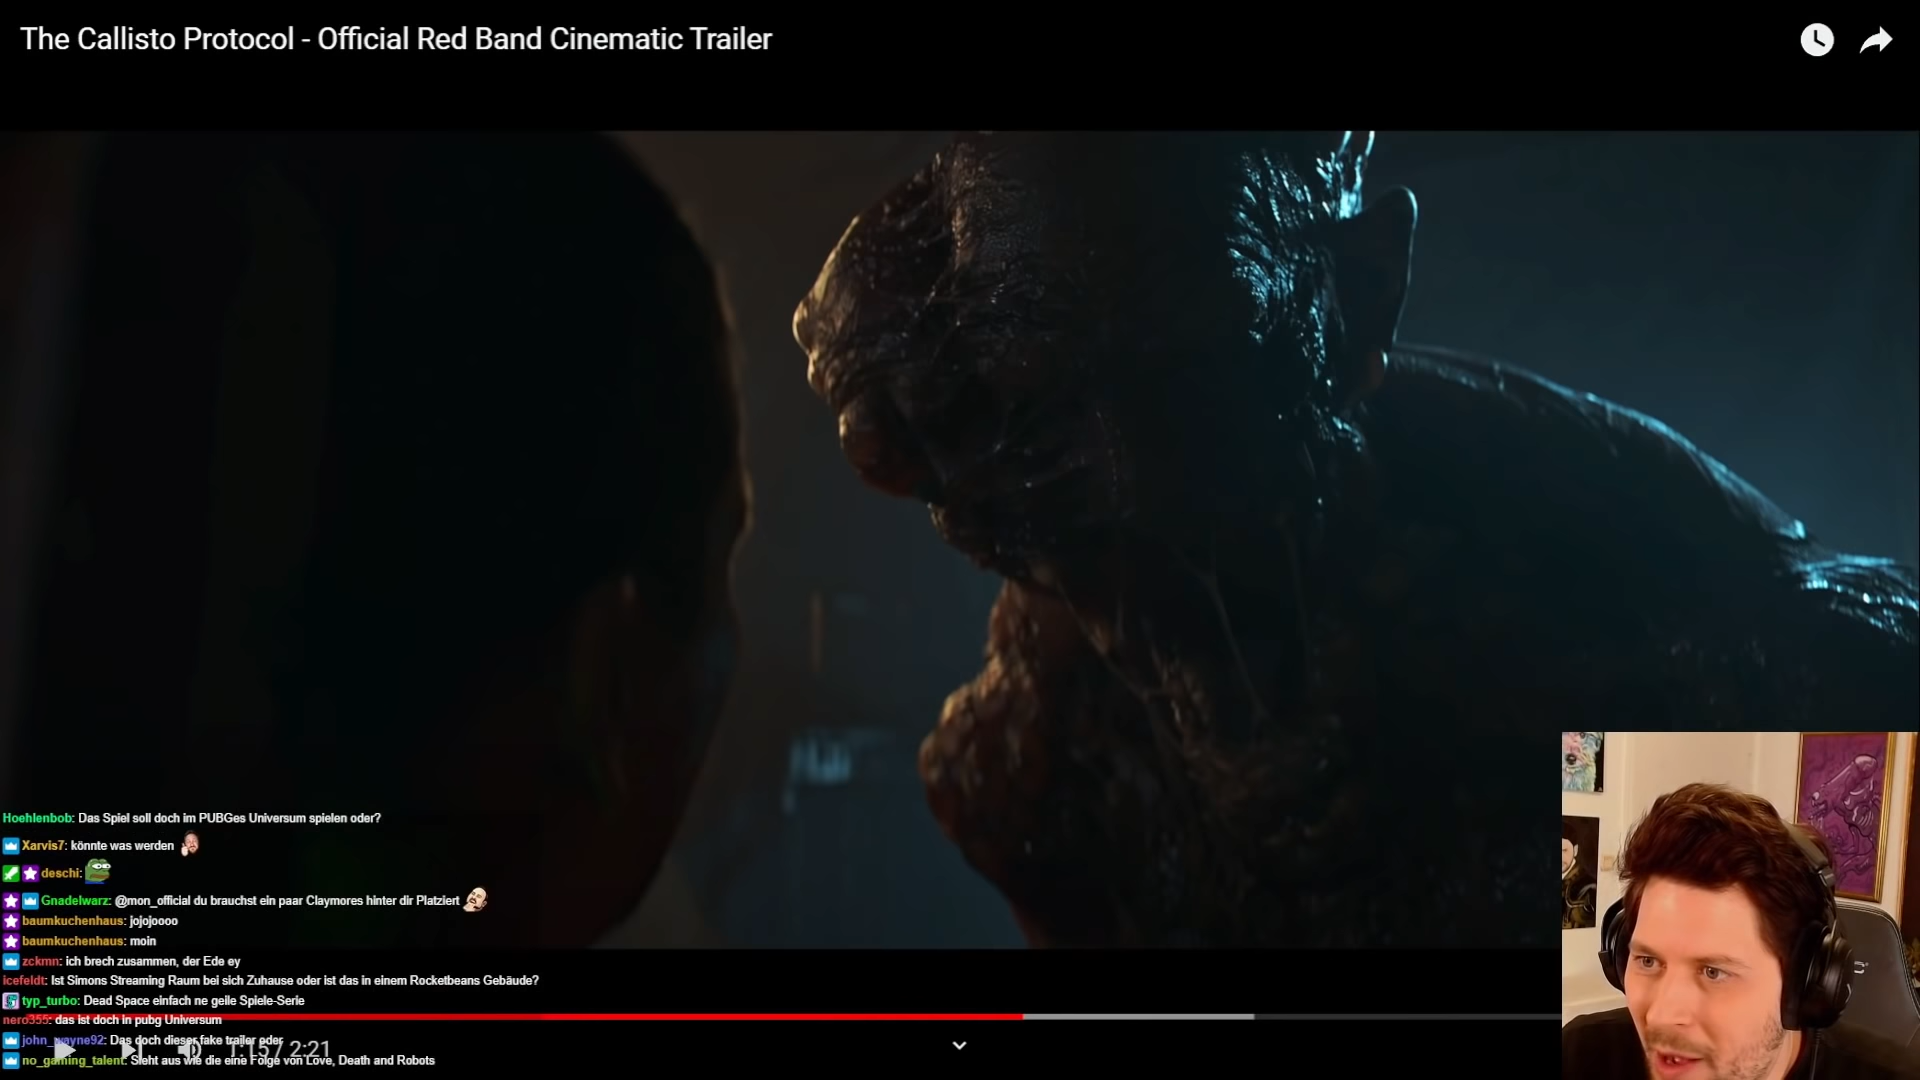 The Callisto Protocol - Official Red Band Cinematic Trailer
Hoehlenbob: Das Spiel soll doch im PUBGes Universum spielen oder?
Xarvis7: könnte was werden
deschi:
Gnadelwarz: @mon_official du brauchst ein paar Claymores hinter dir Platziert
baumkuchenhaus: jojojoooo
baumkuchenhaus: moin
zckmn: ich brech zusammen, der Ede ey
icefeldt: Ist Simons Streaming Raum bei sich Zuhause oder ist das in einem Rocketbeans Gebäude?
typ_turbo: Dead Space einfach ne geile Spiele-Serie
nero355: das ist doch in pubg Universum
john_wayne92: Das doch dieser fake trailer oder
1:15 / 2:21
no_gaming_talent: Sieht aus wie die eine Folge von Love, Death and Robots